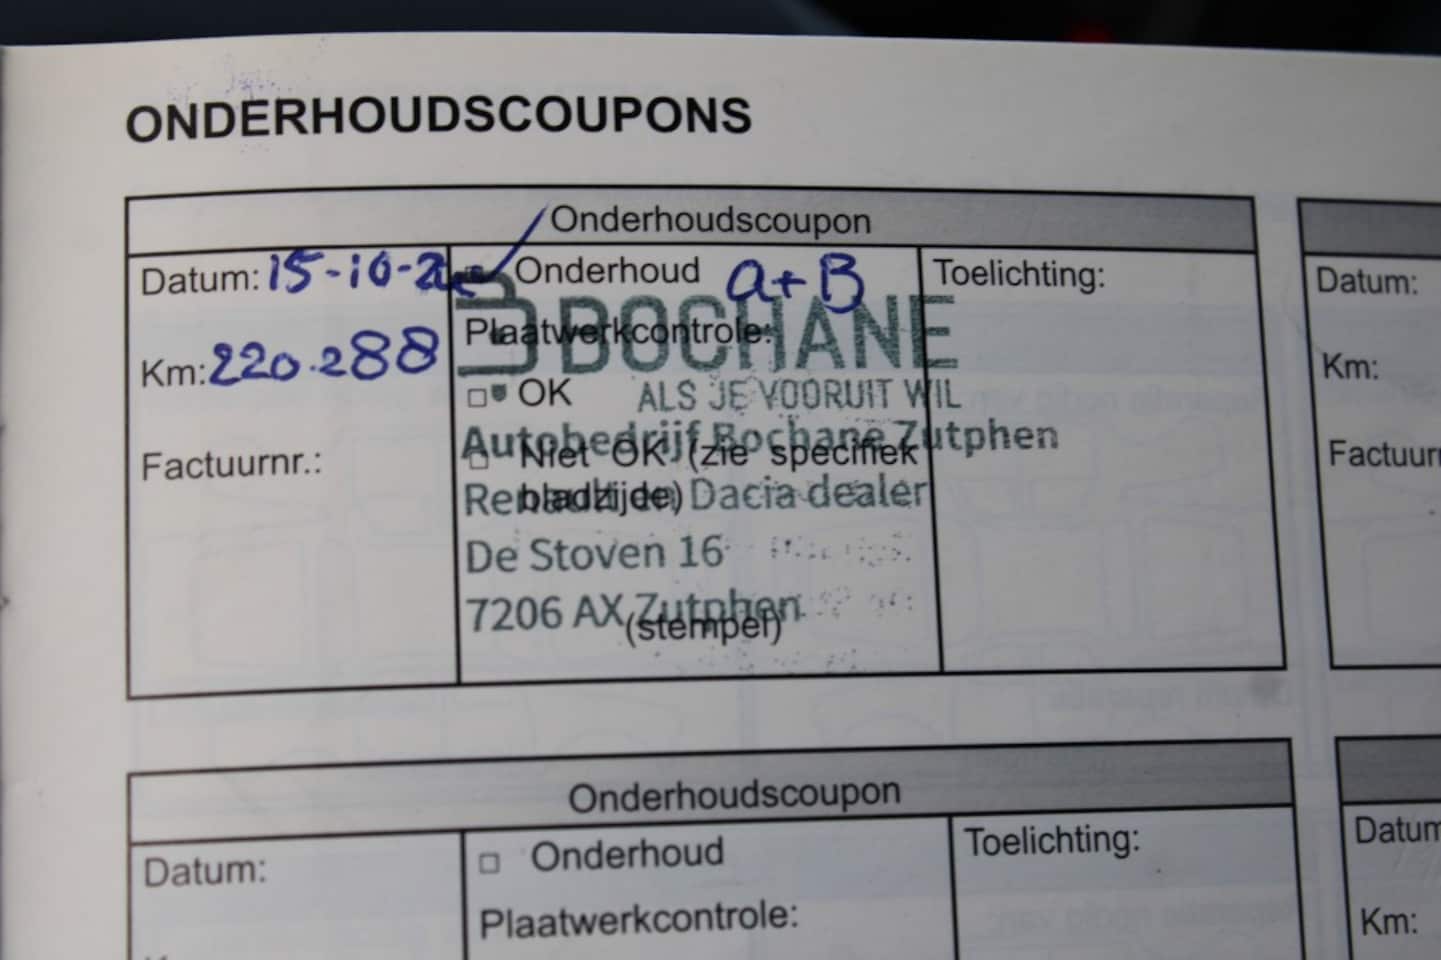 ONDERHOUDSCOUPONS
Onderhoudscoupon
Datum: 15-10-2
Km: 220.288
Factuurnr.:
Onderhoud a+B
Plaatwerkcontrole:
OK
Niet OK (zie specifiek
bladzijde)
(stempel)
BOCHANE
ALS JE VOORUIT WIL
Autobedrijf Bochane Zutphen
Renault en Dacia dealer
De Stoven 16
7206 AX Zutphen
Toelichting:
Datum:
Km:
Factuur
Onderhoudscoupon
Datum:
Onderhoud
Plaatwerkcontrole:
Toelichting:
Datum
Km: